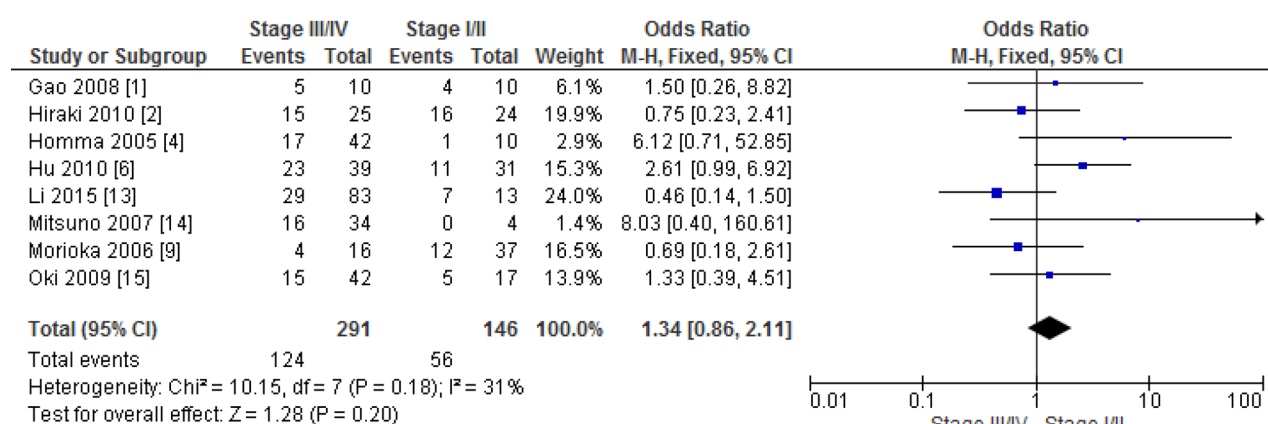 Stage III/IV Stage I/II Odds Ratio Odds Ratio
Study or Subgroup Events Total Events Total Weight M-H, Fixed, 95% CI M-H, Fixed, 95% CI
Gao 2008 [1] 5 10 4 10 6.1% 1.50 [0.26, 8.82]
Hiraki 2010 [2] 15 25 16 24 19.9% 0.75 [0.23, 2.41]
Homma 2005 [4] 17 42 1 10 2.9% 6.12 [0.71, 52.85]
Hu 2010 [6] 23 39 11 31 15.3% 2.61 [0.99, 6.92]
Li 2015 [13] 29 83 7 13 24.0% 0.46 [0.14, 1.50]
Mitsuno 2007 [14] 16 34 0 4 1.4% 8.03 [0.40, 160.61]
Morioka 2006 [9] 4 16 12 37 16.5% 0.69 [0.18, 2.61]
Oki 2009 [15] 15 42 5 17 13.9% 1.33 [0.39, 4.51]
Total (95% CI) 291 146 100.0% 1.34 [0.86, 2.11]
Total events 124 56
Heterogeneity: Chi² = 10.15, df = 7 (P = 0.18); I² = 31%
0.01 0.1 1 10 100
Test for overall effect: Z = 1.28 (P = 0.20)
Stage III/IV Stage I/II